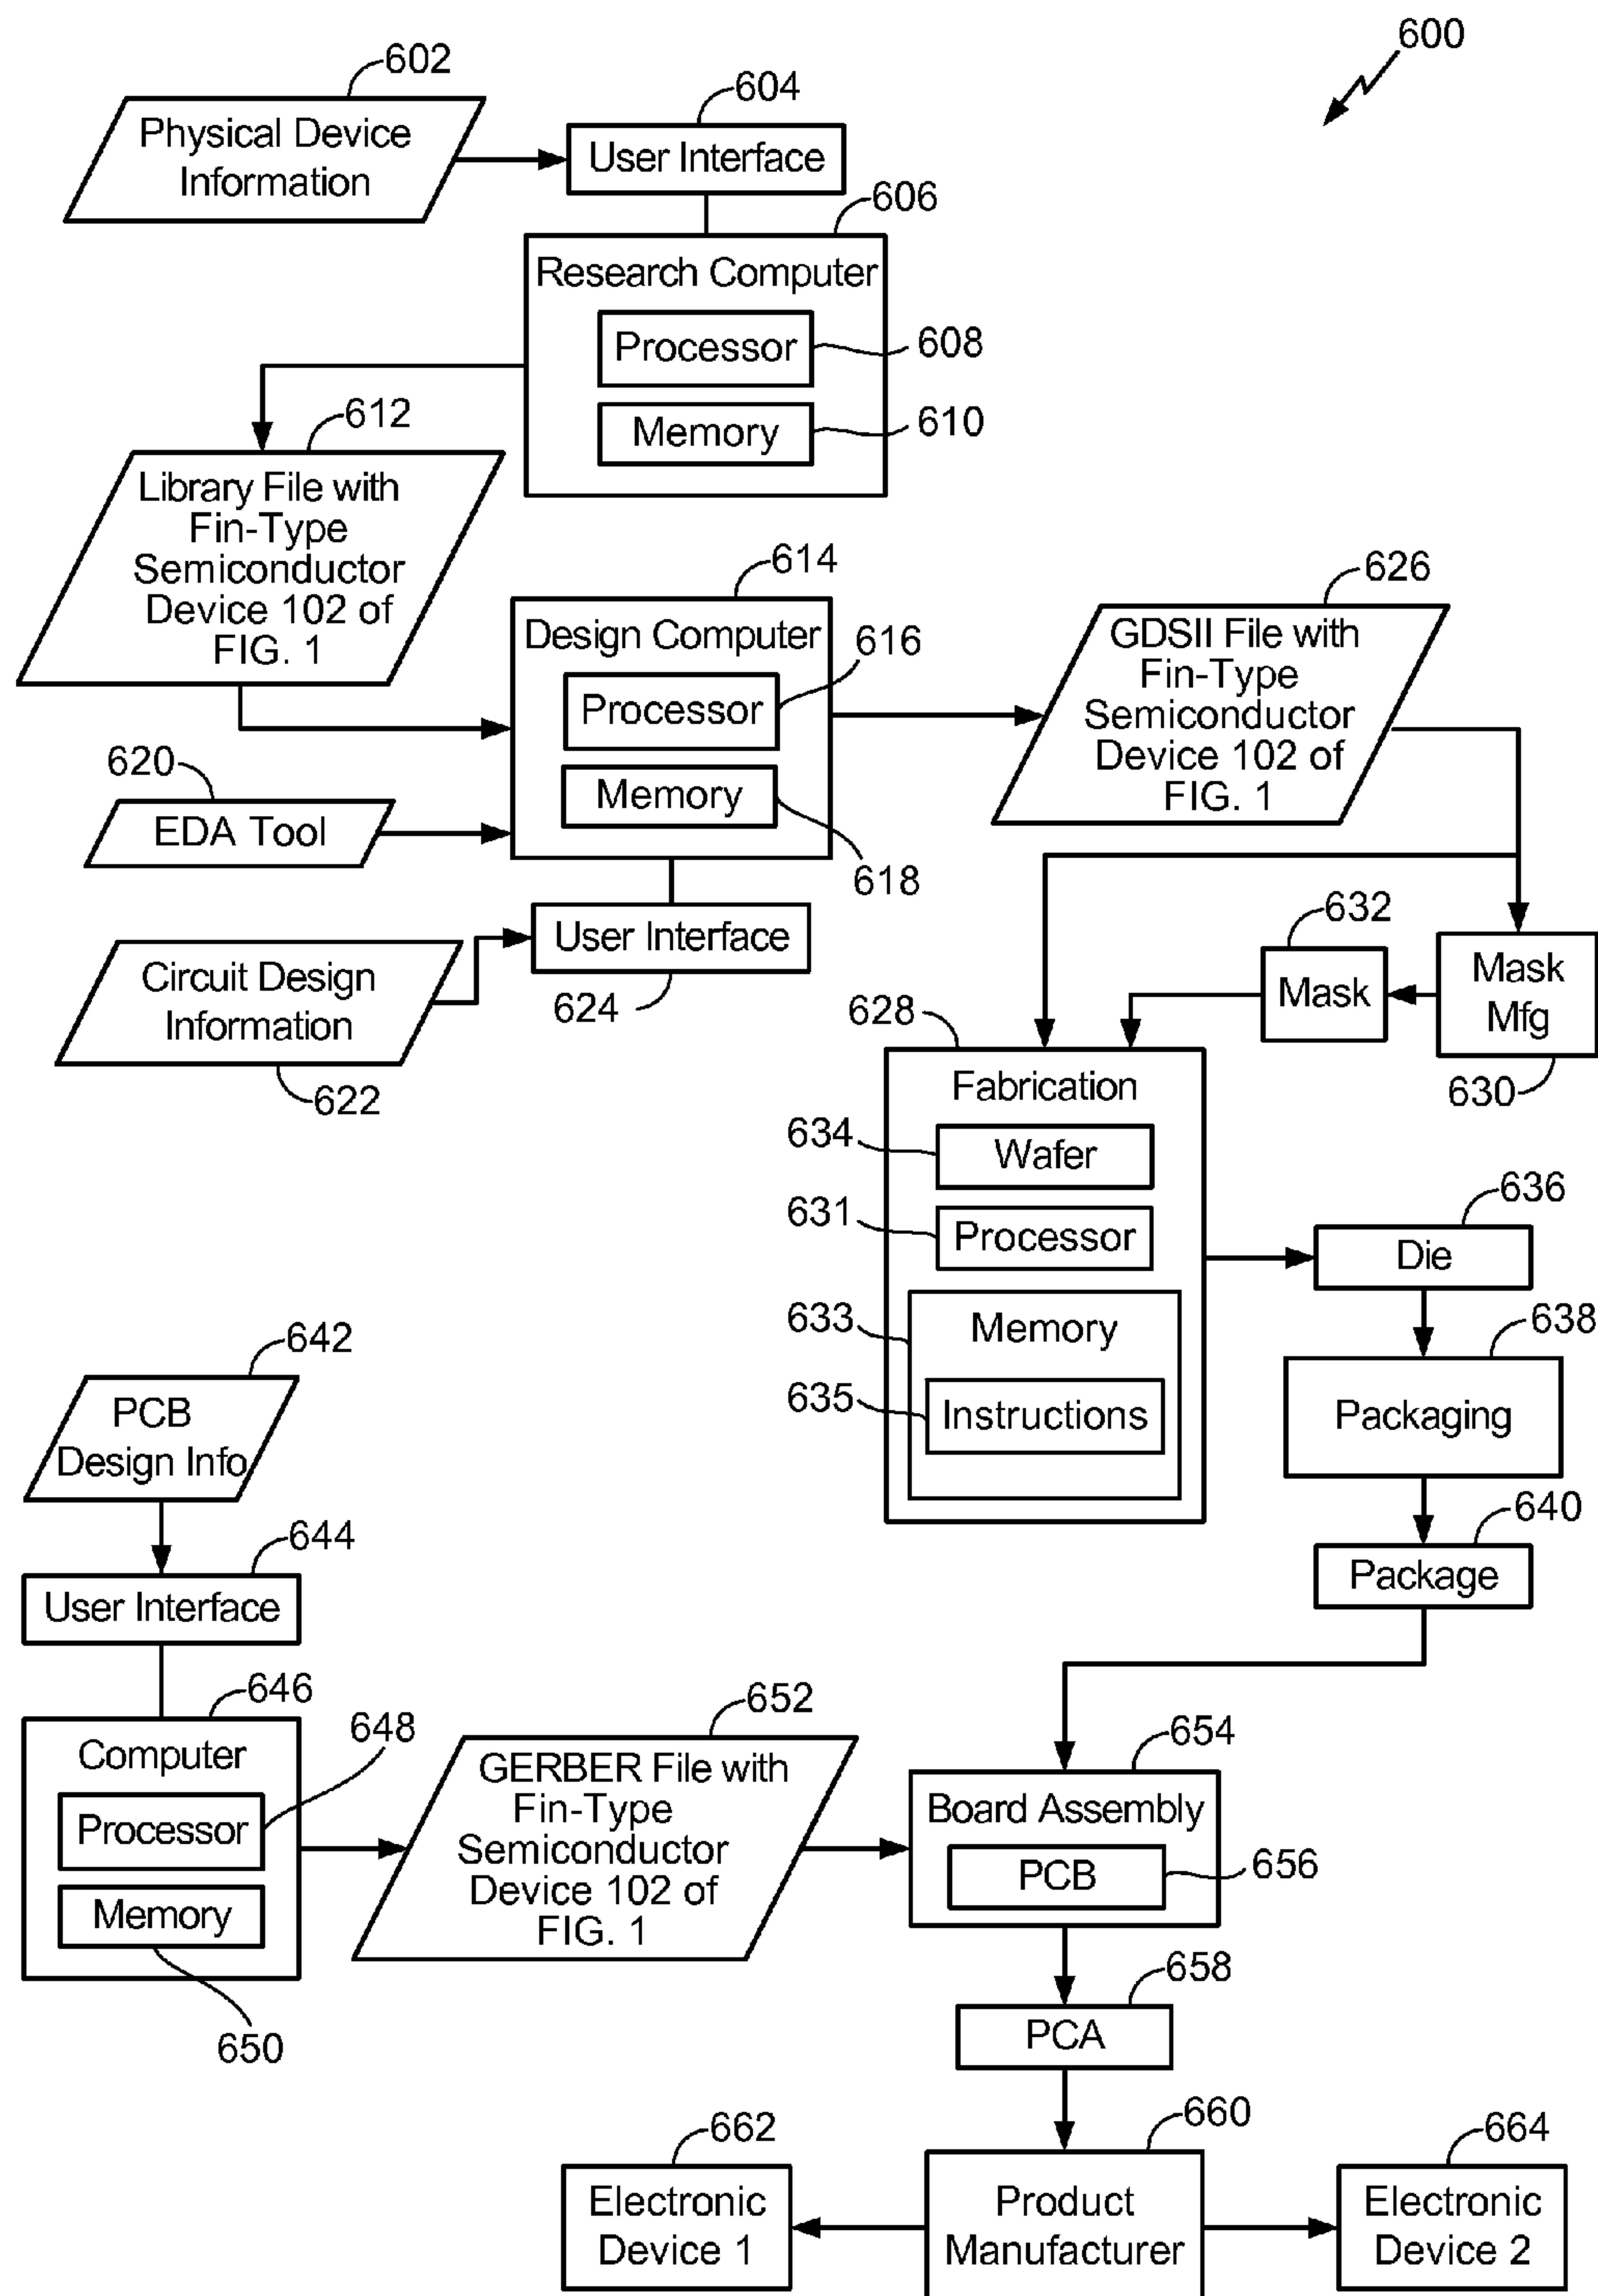 600
602
Physical Device
Information
604
User Interface
606
Research Computer
Processor
608
Memory
610
612
Library File with
Fin-Type
Semiconductor
Device 102 of
FIG. 1
614
Design Computer
Processor
616
Memory
618
620
EDA Tool
Circuit Design
Information
622
User Interface
624
626
GDSII File with
Fin-Type
Semiconductor
Device 102 of
FIG. 1
632
Mask
Mask
Mfg
630
628
Fabrication
634
Wafer
631
Processor
633
Memory
635
Instructions
636
Die
638
Packaging
640
Package
642
PCB
Design Info
644
User Interface
646
Computer
648
Processor
Memory
650
652
GERBER File with
Fin-Type
Semiconductor
Device 102 of
FIG. 1
654
Board Assembly
PCB
656
658
PCA
660
Product
Manufacturer
662
Electronic
Device 1
664
Electronic
Device 2